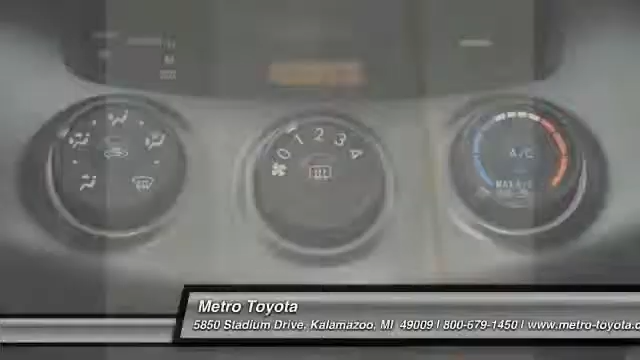 0 1 2 3 4
A/C
MAX A/C
Metro Toyota
5850 Stadium Drive, Kalamazoo, MI 49009 | 800-679-1450 | www.metro-toyota.c